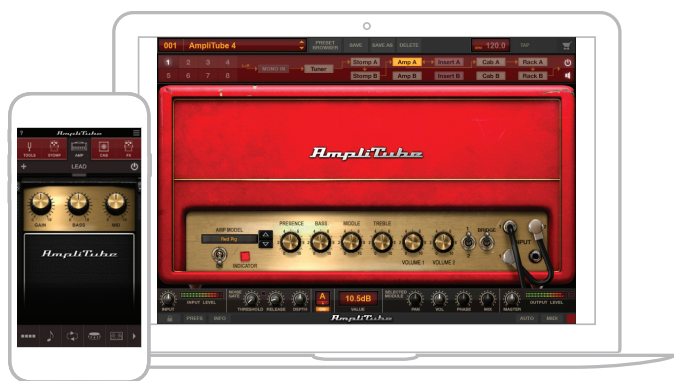 001 AmpliTube 4 PRESET BROWSER SAVE SAVE AS DELETE BPM 120.0 TAP
1 2 3 4 MONO IN Tuner Stomp A Amp A Insert A Cab A Rack A
5 6 7 8 Stomp B Amp B Insert B Cab B Rack B
AmpliTube
AMP MODEL PRESENCE BASS MIDDLE TREBLE BRIDGE
Red Pig
INPUT
ON INDICATOR VOLUME 1 VOLUME 2
INPUT INPUT LEVEL NOISE GATE THRESHOLD RELEASE DEPTH A 10.5dB VALUE SELECTED MODULE PAN VOL PHASE MIX MASTER OUTPUT LEVEL
PREFS INFO AmpliTube AUTO MIDI
? AmpliTube
TOOLS STOMP AMP CAB FX
+ LEAD
GAIN BASS MID
AmpliTube